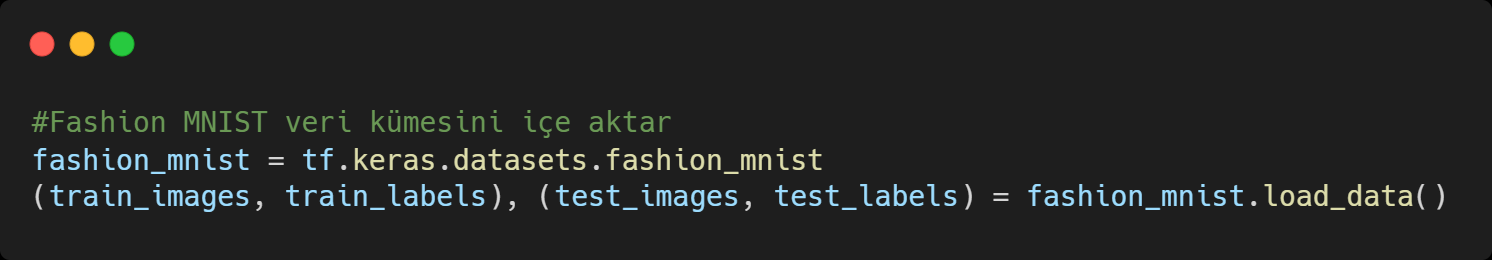 #Fashion MNIST veri kümesini içe aktar
fashion_mnist = tf.keras.datasets.fashion_mnist
(train_images, train_labels), (test_images, test_labels) = fashion_mnist.load_data()